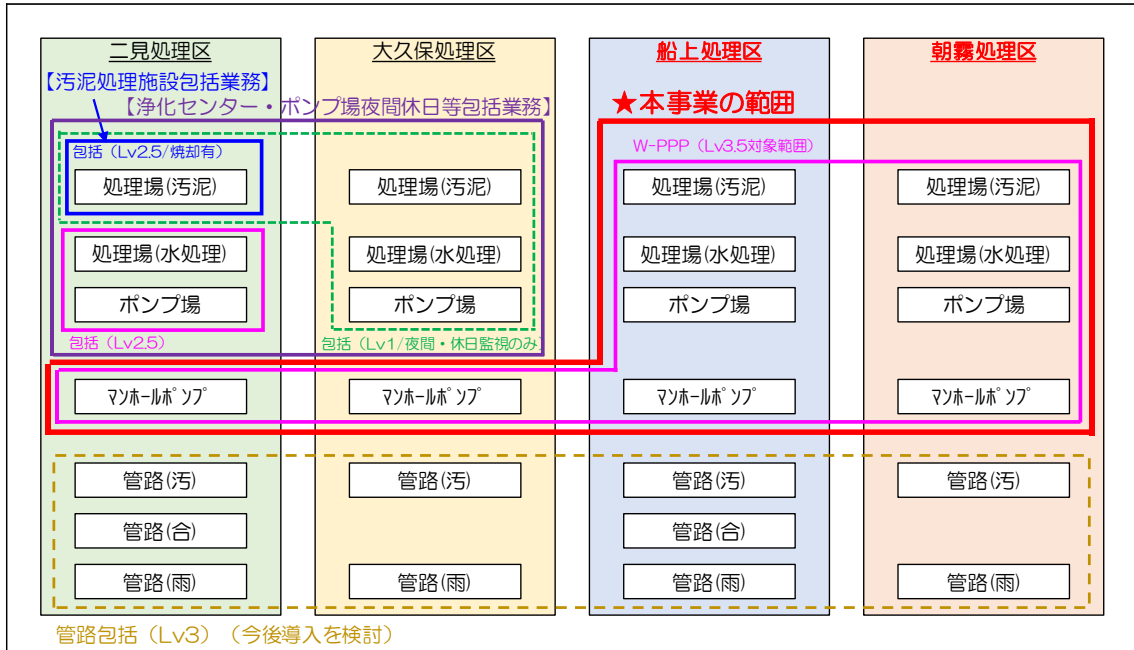 二見処理区
大久保処理区
船上処理区
朝霧処理区
【汚泥処理施設包括業務】
【浄化センター・ポンプ場夜間休日等包括業務】
★本事業の範囲
包括（Lv2.5/焼却有）
W-PPP（Lv3.5対象範囲）
処理場(汚泥)
処理場(汚泥)
処理場(汚泥)
処理場(汚泥)
処理場(水処理)
処理場(水処理)
処理場(水処理)
処理場(水処理)
ポンプ場
ポンプ場
ポンプ場
ポンプ場
包括（Lv2.5）
包括（Lv1/夜間・休日監視のみ）
ﾏﾝﾎｰﾙﾎﾟﾝﾌﾟ
ﾏﾝﾎｰﾙﾎﾟﾝﾌﾟ
ﾏﾝﾎｰﾙﾎﾟﾝﾌﾟ
ﾏﾝﾎｰﾙﾎﾟﾝﾌﾟ
管路(汚)
管路(汚)
管路(汚)
管路(汚)
管路(合)
管路(合)
管路(雨)
管路(雨)
管路(雨)
管路(雨)
管路包括（Lv3）（今後導入を検討）